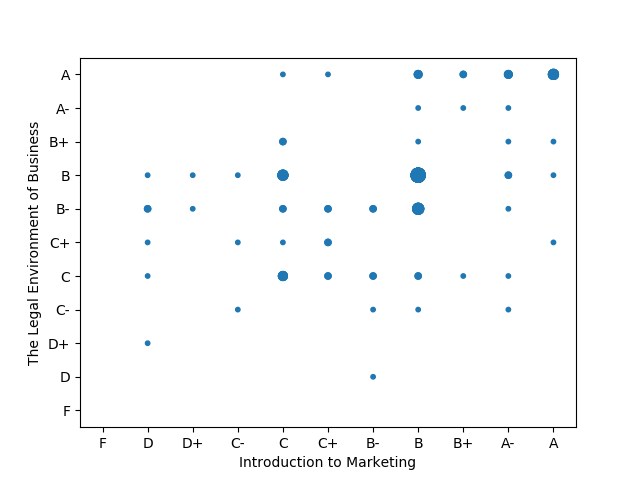 The Legal Environment of Business
A
A-
B+
B
B-
C+
C
C-
D+
D
F
F D D+ C- C C+ B- B B+ A- A
Introduction to Marketing